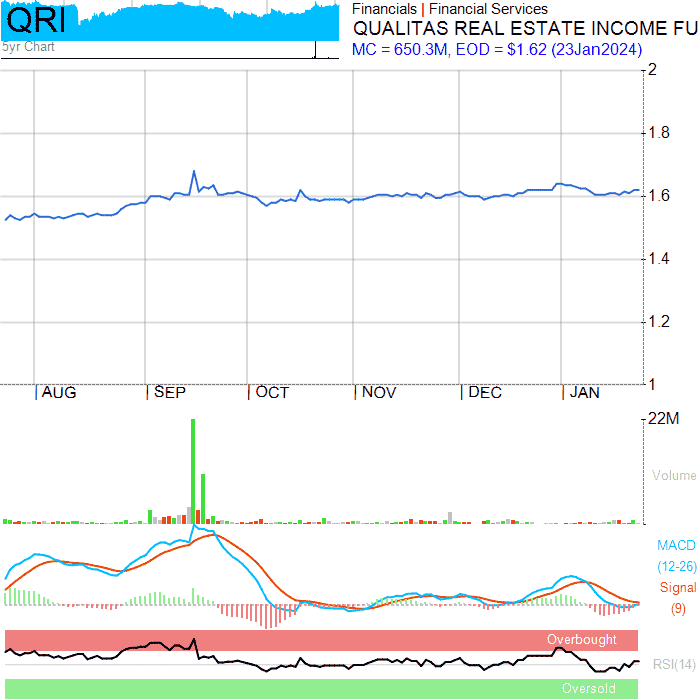 QRI
5yr Chart
Financials | Financial Services
QUALITAS REAL ESTATE INCOME FU
MC = 650.3M, EOD = $1.62 (23Jan2024)
2
1.8
1.6
1.4
1.2
1
|AUG |SEP |OCT |NOV |DEC |JAN
22M
Volume
MACD
(12-26)
Signal
(9)
Overbought
RSI(14)
Oversold